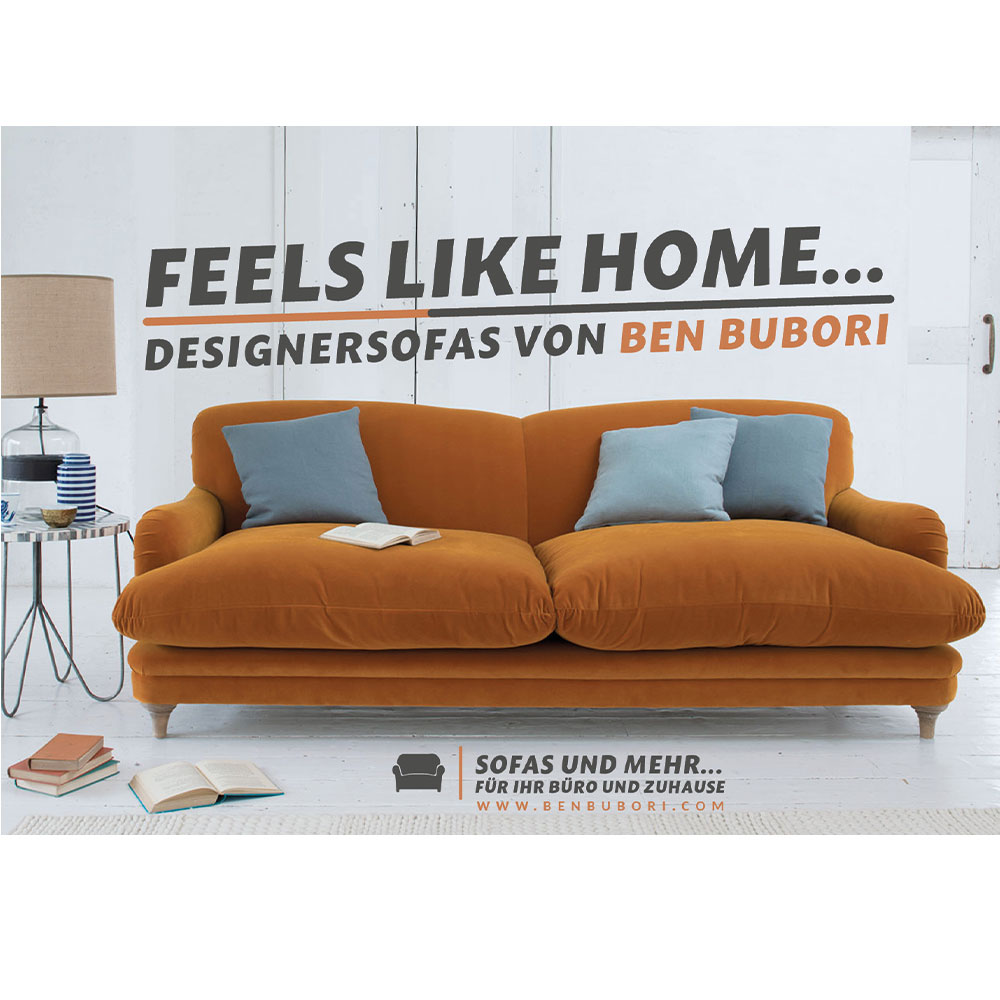 FEELS LIKE HOME...
DESIGNERSOFAS VON BEN BUBORI
SOFAS UND MEHR...
FÜR IHR BÜRO UND ZUHAUSE
WWW.BENBUBORI.COM